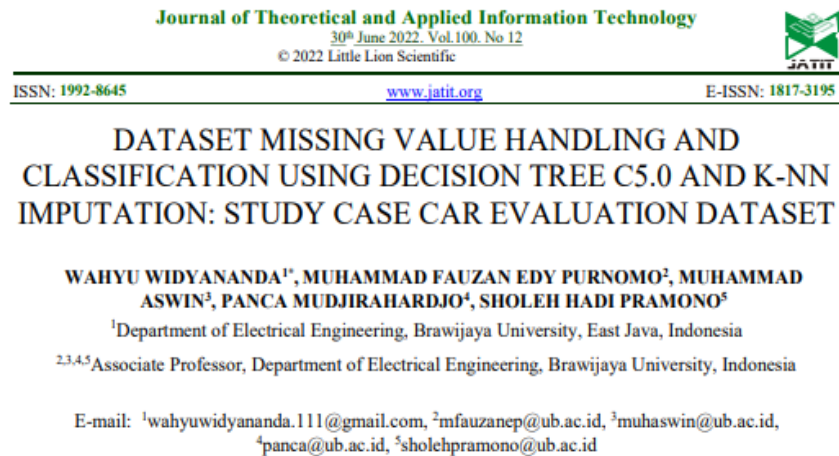 Journal of Theoretical and Applied Information Technology
30th June 2022. Vol.100. No 12
© 2022 Little Lion Scientific
JATIT
ISSN: 1992-8645 www.jatit.org E-ISSN: 1817-3195
DATASET MISSING VALUE HANDLING AND
CLASSIFICATION USING DECISION TREE C5.0 AND K-NN
IMPUTATION: STUDY CASE CAR EVALUATION DATASET
WAHYU WIDYANANDA1*, MUHAMMAD FAUZAN EDY PURNOMO2, MUHAMMAD
ASWIN3, PANCA MUDJIRAHARDJO4, SHOLEH HADI PRAMONO5
1Department of Electrical Engineering, Brawijaya University, East Java, Indonesia
2,3,4,5Associate Professor, Department of Electrical Engineering, Brawijaya University, Indonesia
E-mail: 1wahyuwidyananda.111@gmail.com, 2mfauzanep@ub.ac.id, 3muhaswin@ub.ac.id,
4panca@ub.ac.id, 5sholehpramono@ub.ac.id